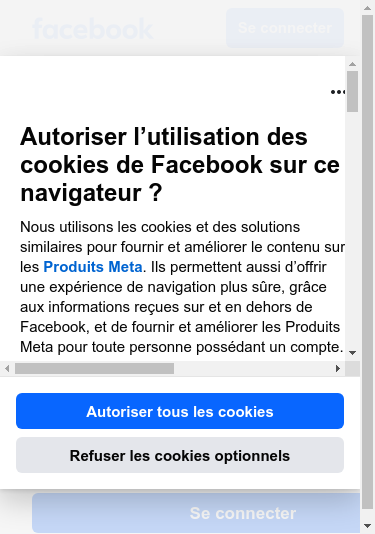 facebook
Se connecter
Autoriser l’utilisation des
cookies de Facebook sur ce
navigateur ?
Nous utilisons les cookies et des solutions
similaires pour fournir et améliorer le contenu sur
les Produits Meta. Ils permettent aussi d’offrir
une expérience de navigation plus sûre, grâce
aux informations reçues sur et en dehors de
Facebook, et de fournir et améliorer les Produits
Meta pour toute personne possédant un compte.
Autoriser tous les cookies
Refuser les cookies optionnels
Se connecter